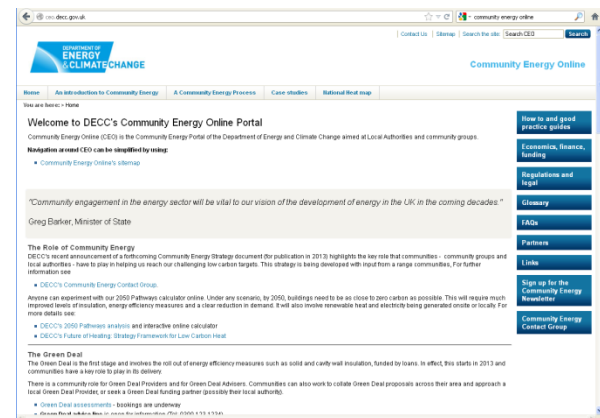 ceo.decc.gov.uk
community energy online
Contact Us | Sitemap | Search the site: Search CEO Search
DEPARTMENT OF
ENERGY
& CLIMATE CHANGE
Community Energy Online
Home An introduction to Community Energy A Community Energy Process Case studies National Heat map
You are here: > Home
Welcome to DECC's Community Energy Online Portal
Community Energy Online (CEO) is the Community Energy Portal of the Department of Energy and Climate Change aimed at Local Authorities and community groups.
Navigation around CEO can be simplified by using:
Community Energy Online's sitemap
"Community engagement in the energy sector will be vital to our vision of the development of energy in the UK in the coming decades."
Greg Barker, Minister of State
The Role of Community Energy
DECC's recent announcement of a forthcoming Community Energy Strategy document (for publication in 2013) highlights the key role that communities - community groups and
local authorities - have to play in helping us reach our challenging low carbon targets. This strategy is being developed with input from a range communities, For further
information see
DECC's Community Energy Contact Group.
Anyone can experiment with our 2050 Pathways calculator online. Under any scenario, by 2050, buildings need to be as close to zero carbon as possible. This will require much
improved levels of insulation, energy efficiency measures and a clear reduction in demand. It will also involve renewable heat and electricity being generated onsite or locally. For
more details see:
DECC's 2050 Pathways analysis and interactive online calculator
DECC's Future of Heating: Strategy Framework for Low Carbon Heat
The Green Deal
The Green Deal is the first stage and involves the roll out of energy efficiency measures such as solid and cavity wall insulation, funded by loans. In effect, this starts in 2013 and
communities have a key role to play in its delivery.
There is a community role for Green Deal Providers and for Green Deal Advisers. Communities can also work to collate Green Deal proposals across their area and approach a
local Green Deal Provider, or seek a Green Deal funding partner (possibly their local authority).
Green Deal assessments - bookings are underway
Green Deal advice line is open for information (Tel: 0300 123 1234)
How to and good
practice guides
Economics, finance,
funding
Regulations and
legal
Glossary
FAQs
Partners
Links
Sign up for the
Community Energy
Newsletter
Community Energy
Contact Group